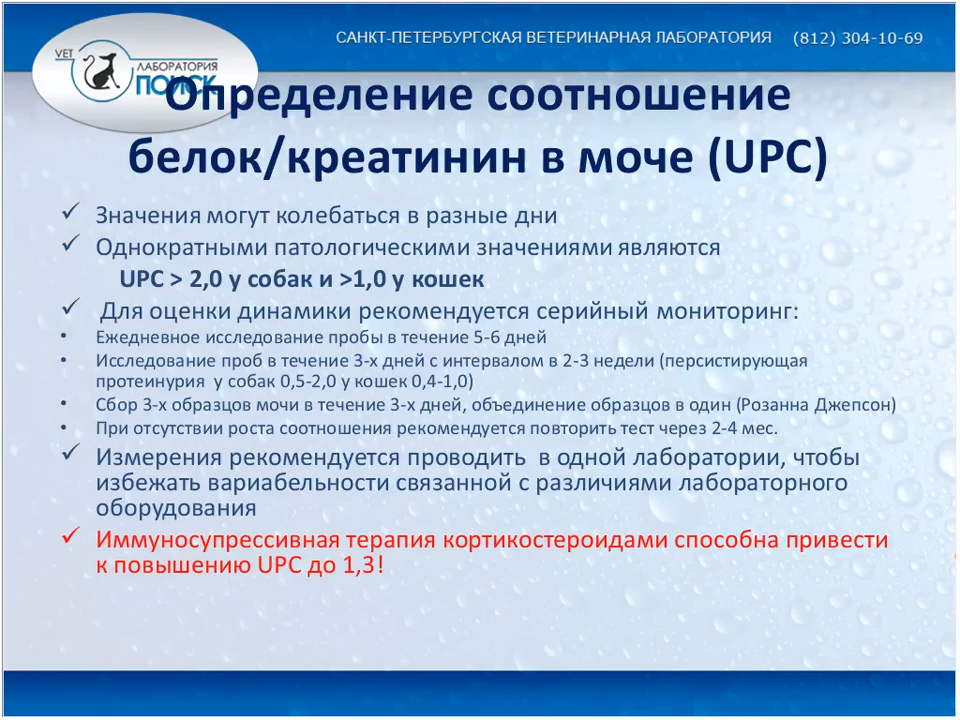 САНКТ-ПЕТЕРБУРГСКАЯ ВЕТЕРИНАРНАЯ ЛАБОРАТОРИЯ (812) 304-10-69
VET
ЛАБОРАТОРИЯ
ПОИСК
Определение соотношение
белок/креатинин в моче (UPC)
✓ Значения могут колебаться в разные дни
✓ Однократными патологическими значениями являются
UPC > 2,0 у собак и >1,0 у кошек
✓ Для оценки динамики рекомендуется серийный мониторинг:
• Ежедневное исследование пробы в течение 5-6 дней
• Исследование проб в течение 3-х дней с интервалом в 2-3 недели (персистирующая
протеинурия у собак 0,5-2,0 у кошек 0,4-1,0)
• Сбор 3-х образцов мочи в течение 3-х дней, объединение образцов в один (Розанна Джепсон)
• При отсутствии роста соотношения рекомендуется повторить тест через 2-4 мес.
✓ Измерения рекомендуется проводить в одной лаборатории, чтобы
избежать вариабельности связанной с различиями лабораторного
оборудования
✓ Иммуносупрессивная терапия кортикостероидами способна привести
к повышению UPC до 1,3!